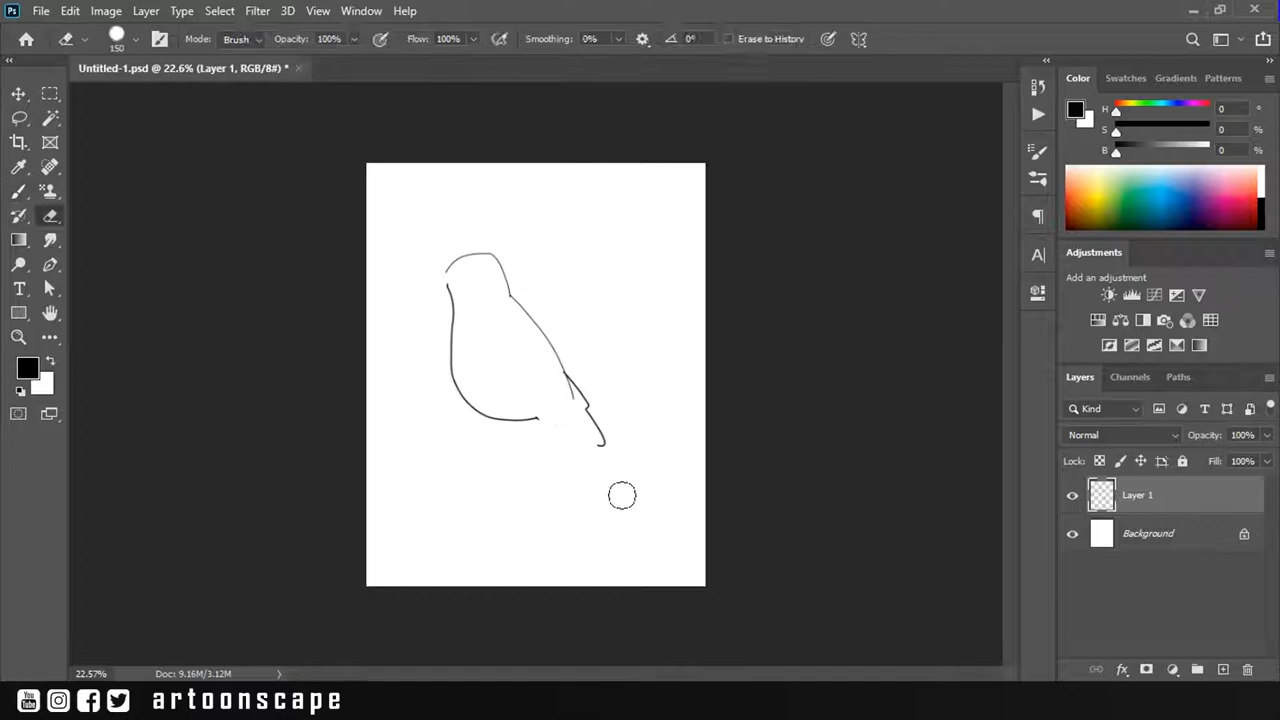 Ps File Edit Image Layer Type Select Filter 3D View Window Help
150 Mode: Brush Opacity: 100% Flow: 100% Smoothing: 0% 0° Erase to History
Untitled-1.psd @ 22.6% (Layer 1, RGB/8#) *
Color Swatches Gradients Patterns
H 0 °
S 0 %
B 0 %
Adjustments
Add an adjustment
Layers Channels Paths
Kind
Normal Opacity: 100%
Lock: Fill: 100%
Layer 1
Background
22.57% Doc: 9.16M/3.12M
You Tube artoonscape